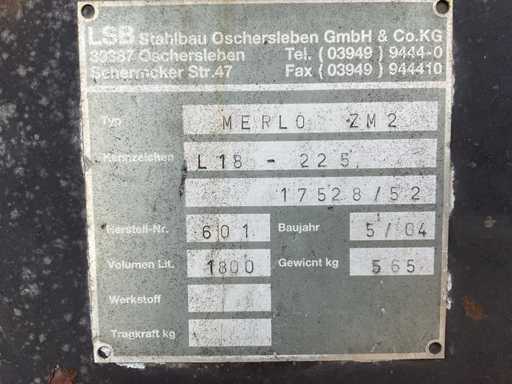 LSB Stahlbau Oschersleben GmbH & Co.KG
39387 Oschersleben Tel. ( 03949 ) 9444-0
Schermcker Str.47 Fax ( 03949 ) 944410
Typ MERLO ZM2
Kennzeichen L18 - 225
17528/52
Herstell-Nr. 601 Baujahr 5/04
Volumen Lit. 1800 Gewicht kg 565
Werkstoff
Tragkraft kg